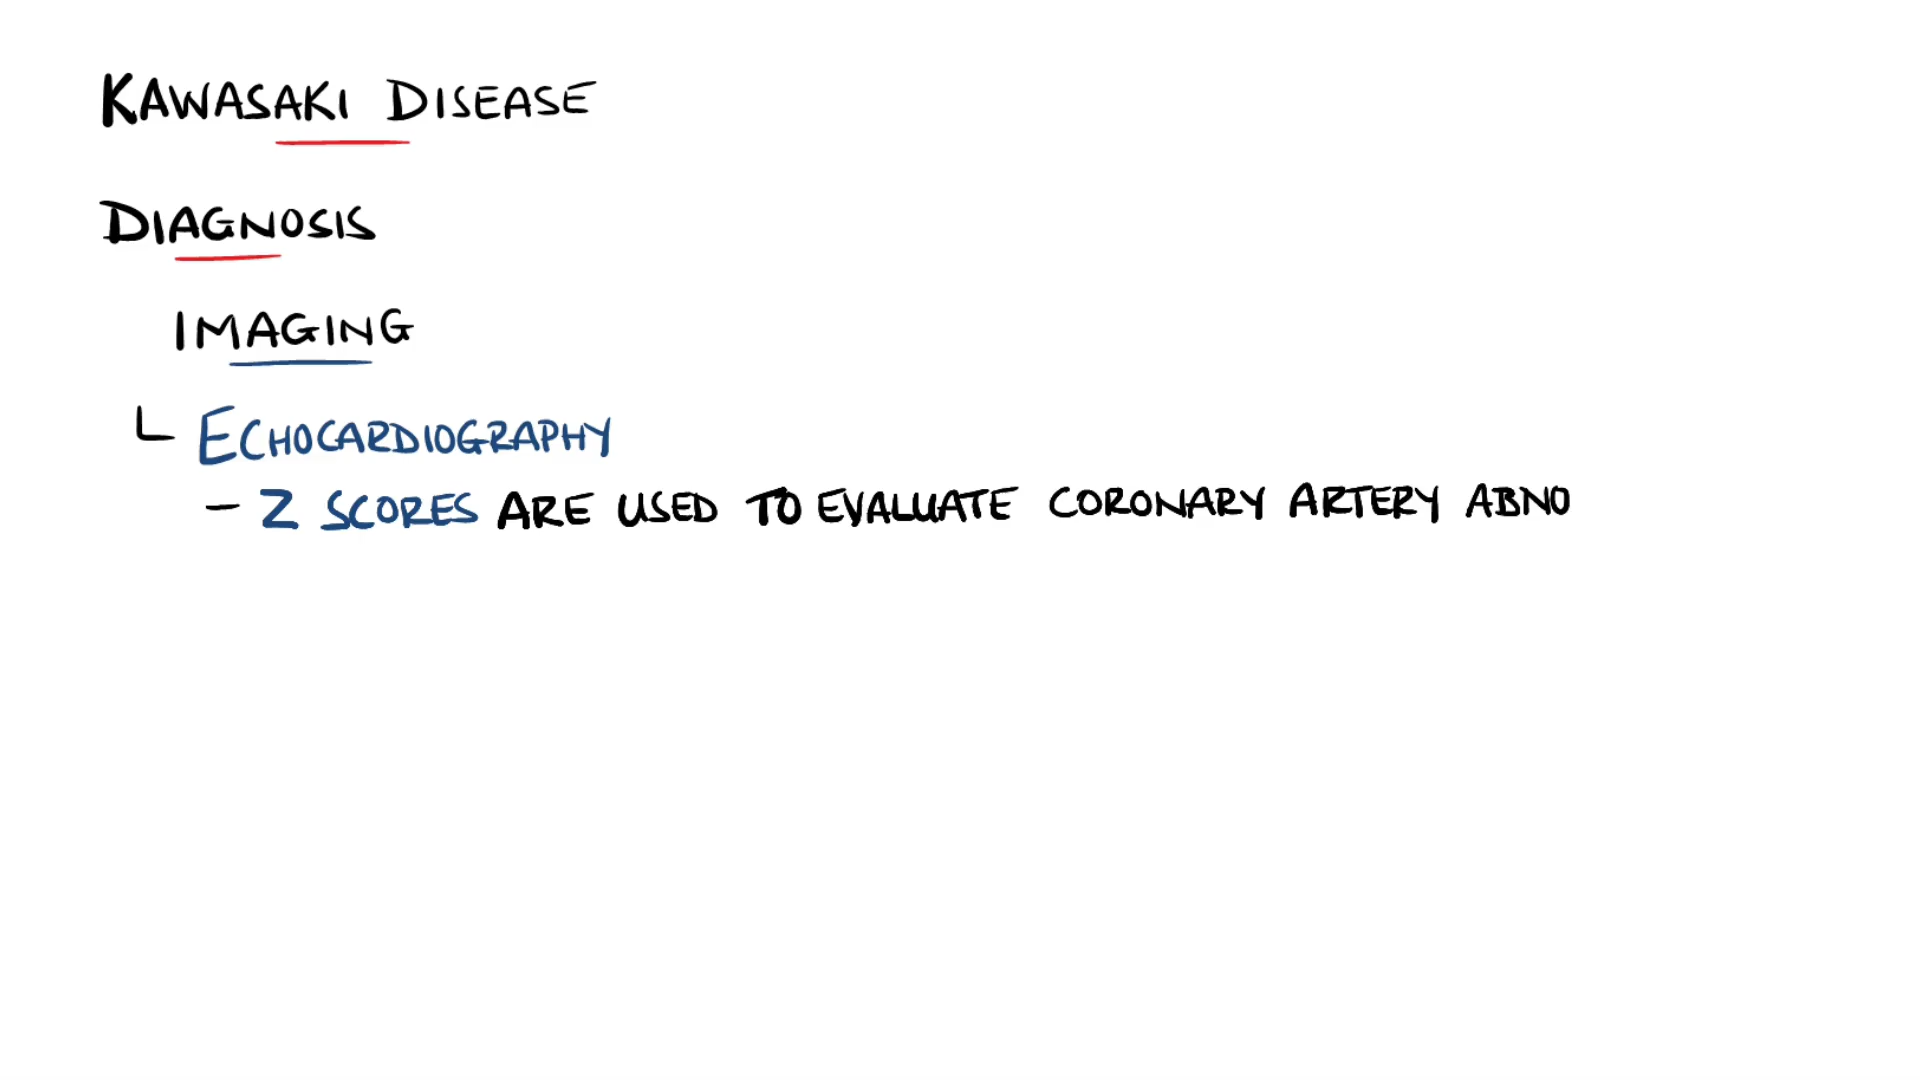 KAWASAKI DISEASE
DIAGNOSIS
IMAGING
ECHOCARDIOGRAPHY
- Z SCORES ARE USED TO EVALUATE CORONARY ARTERY ABNO